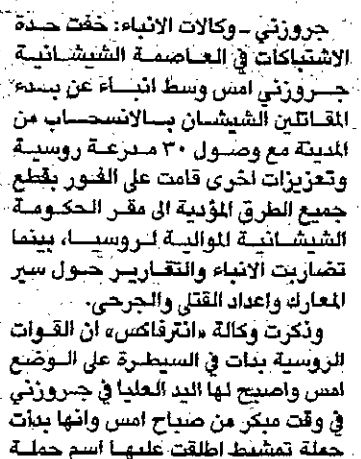 جروزني - وكالات الانباء: خفت حدة
الاشتباكات في العاصمة الشيشانية
جروزني امس وسط انباء عن بدء
المقاتلين الشيشان بالانسحاب من
المدينة مع وصول ٣٠ مدرعة روسية
وتعزيزات اخرى قامت على الفور بقطع
جميع الطرق المؤدية الى مقر الحكومة
الشيشانية الموالية لروسيا، بينما
تضاربت الانباء والتقارير حول سير
المعارك واعداد القتلى والجرحى.
وذكرت وكالة «انترفاكس» ان القوات
الروسية بدات في السيطرة على الوضع
امس واصبح لها اليد العليا في جروزني
في وقت مبكر من صباح امس وانها بدأت
حملة تمشيط اطلقت عليها اسم حملة